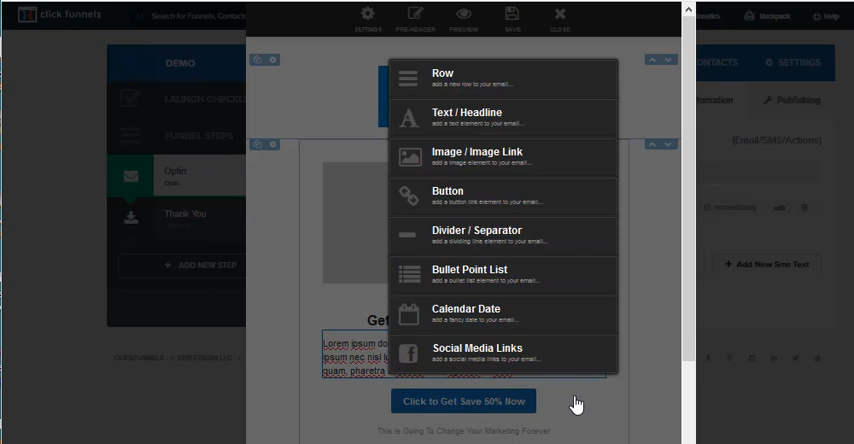 click funnels
Search for Funnels, Contacts
SETTINGS
PRE-HEADER
PREVIEW
SAVE
CLOSE
Backpack
Help
DEMO
CONTACTS
SETTINGS
LAUNCH CHECKL
FUNNEL STEPS
Optin
Optin
Thank You
+ ADD NEW STEP
Row
add a new row to your email...
Text / Headline
add a text element to your email...
Image / Image Link
add a image element to your email...
Button
add a button link element to your email...
Divider / Separator
add a dividing line element to your email...
Bullet Point List
add a bullet list element to your email...
Calendar Date
add a fancy date to your email...
Social Media Links
add a social media links to your email...
Get
Lorem ipsum do
ipsum nec nisl lu
quam, pharetra
Click to Get Save 50% Now
This is Going To Change Your Marketing Forever
Publishing
[Email/SMS/Actions]
immediately
+ Add New Sms Text